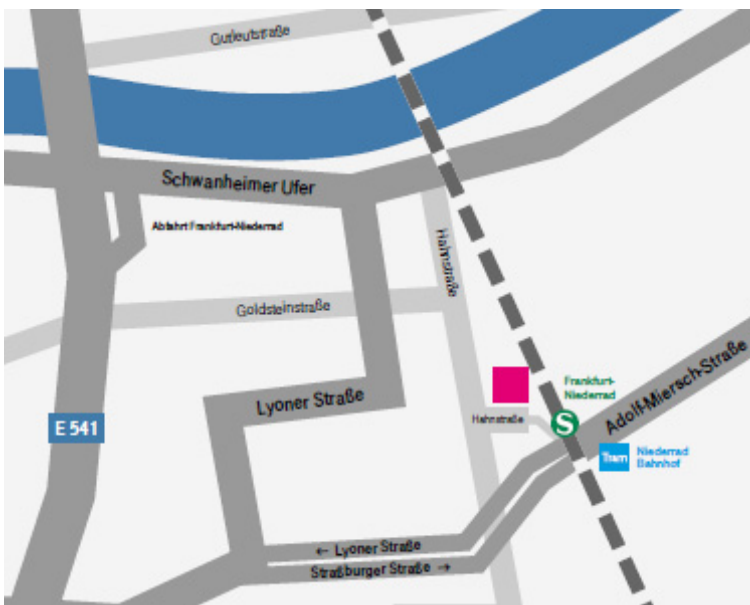 Gutleutstraße
Schwanheimer Ufer
Abfahrt Frankfurt-Niederrad
Hahnstraße
Goldsteinstraße
Lyoner Straße
E 541
Frankfurt-
Niederrad
Adolf-Miersch-Straße
Hahnstraße
S
Tram
Niederrad
Bahnhof
← Lyoner Straße
Straßburger Straße →